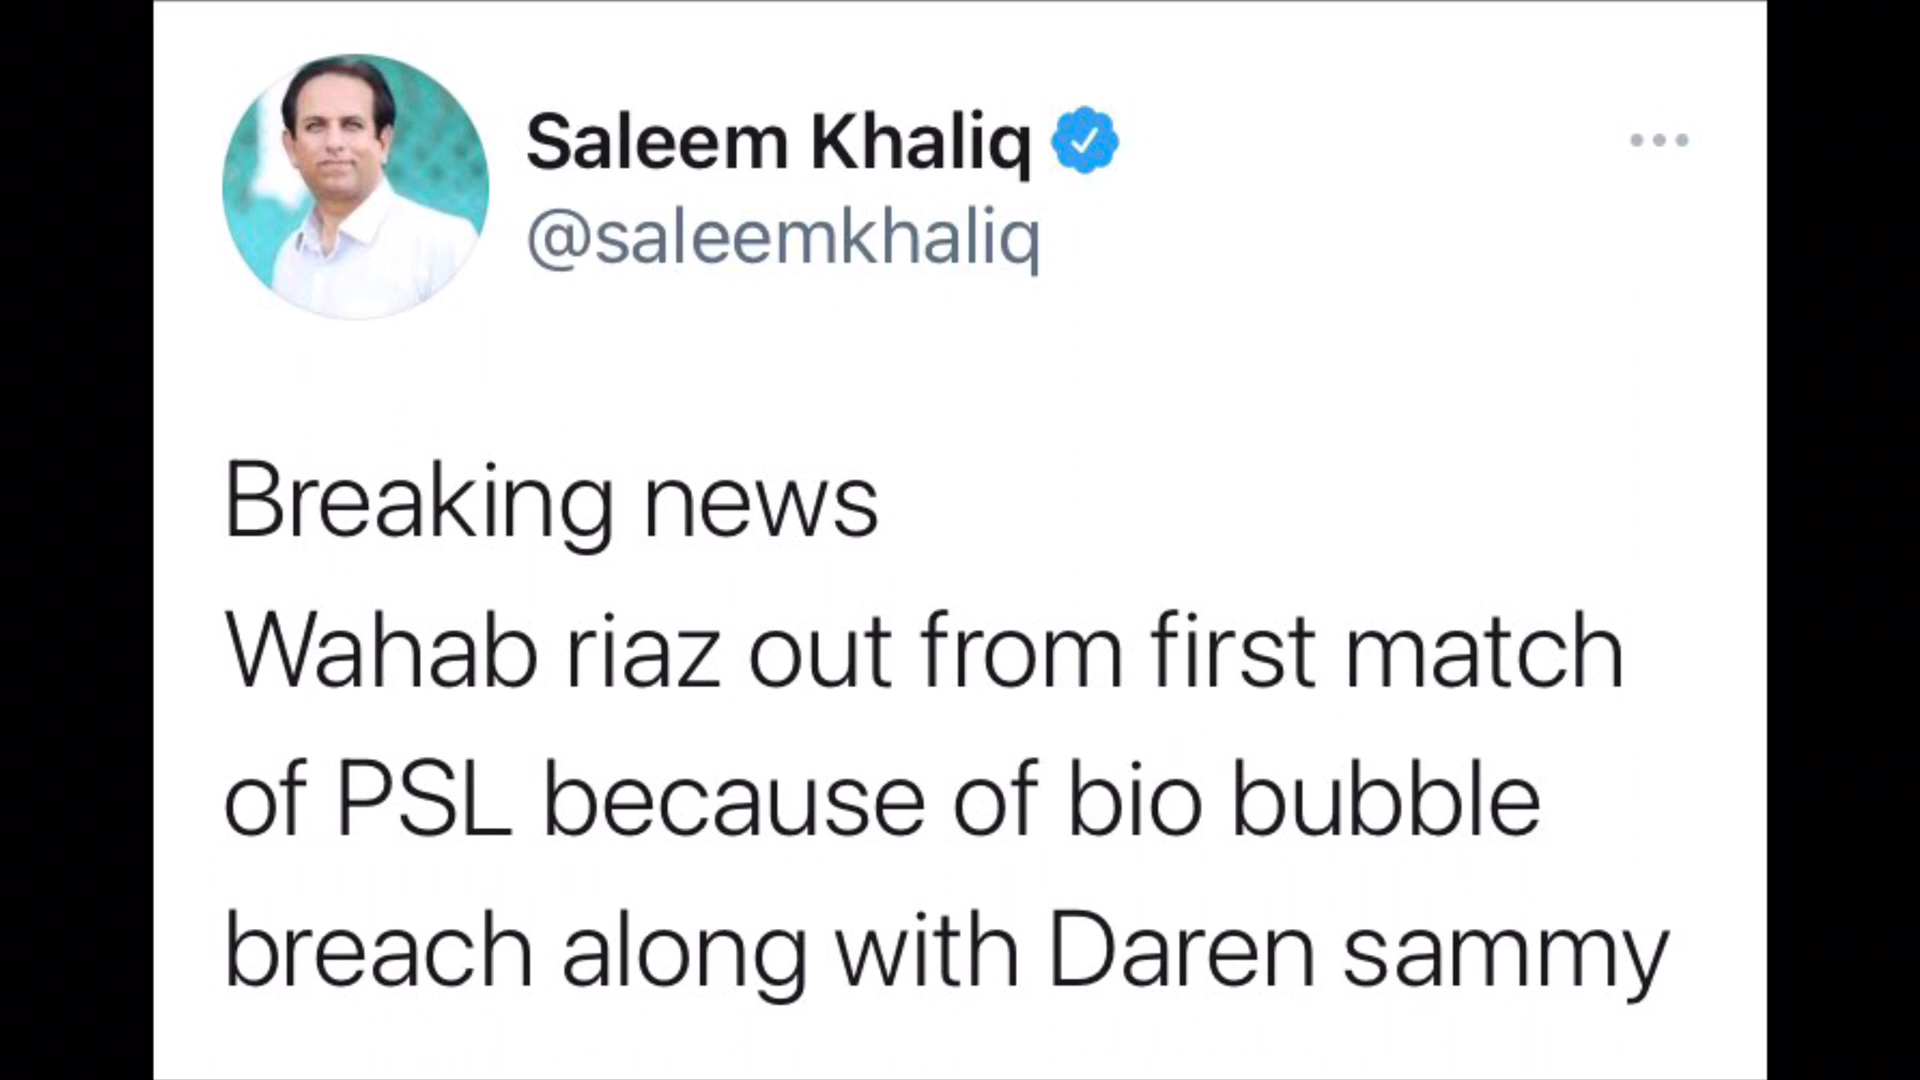 Saleem Khaliq
@saleemkhaliq
Breaking news
Wahab riaz out from first match
of PSL because of bio bubble
breach along with Daren sammy